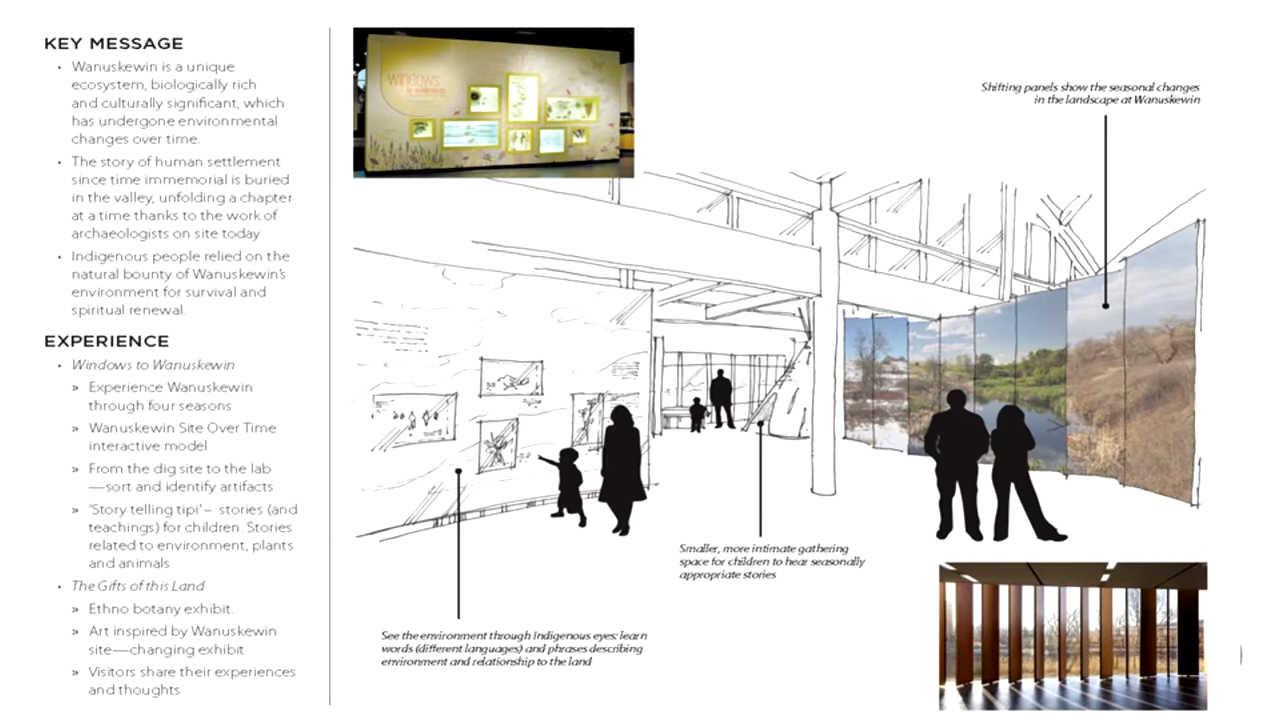 KEY MESSAGE
• Wanuskewin is a unique
ecosystem, biologically rich
and culturally significant, which
has undergone environmental
changes over time.
• The story of human settlement
since time immemorial is buried
in the valley, unfolding a chapter
at a time thanks to the work of
archaeologists on site today
• Indigenous people relied on the
natural bounty of Wanuskewin's
environment for survival and
spiritual renewal.
EXPERIENCE
• Windows to Wanuskewin
» Experience Wanuskewin
through four seasons
» Wanuskewin Site Over Time
interactive model
» From the dig site to the lab
—sort and identify artifacts
» 'Story telling tipi' – stories (and
teachings) for children. Stories
related to environment, plants
and animals
• The Gifts of this Land
» Ethno botany exhibit.
» Art inspired by Wanuskewin
site—changing exhibit
» Visitors share their experiences
and thoughts
windows
Shifting panels show the seasonal changes
in the landscape at Wanuskewin
Smaller, more intimate gathering
space for children to hear seasonally
appropriate stories
See the environment through Indigenous eyes: learn
words (different languages) and phrases describing
environment and relationship to the land